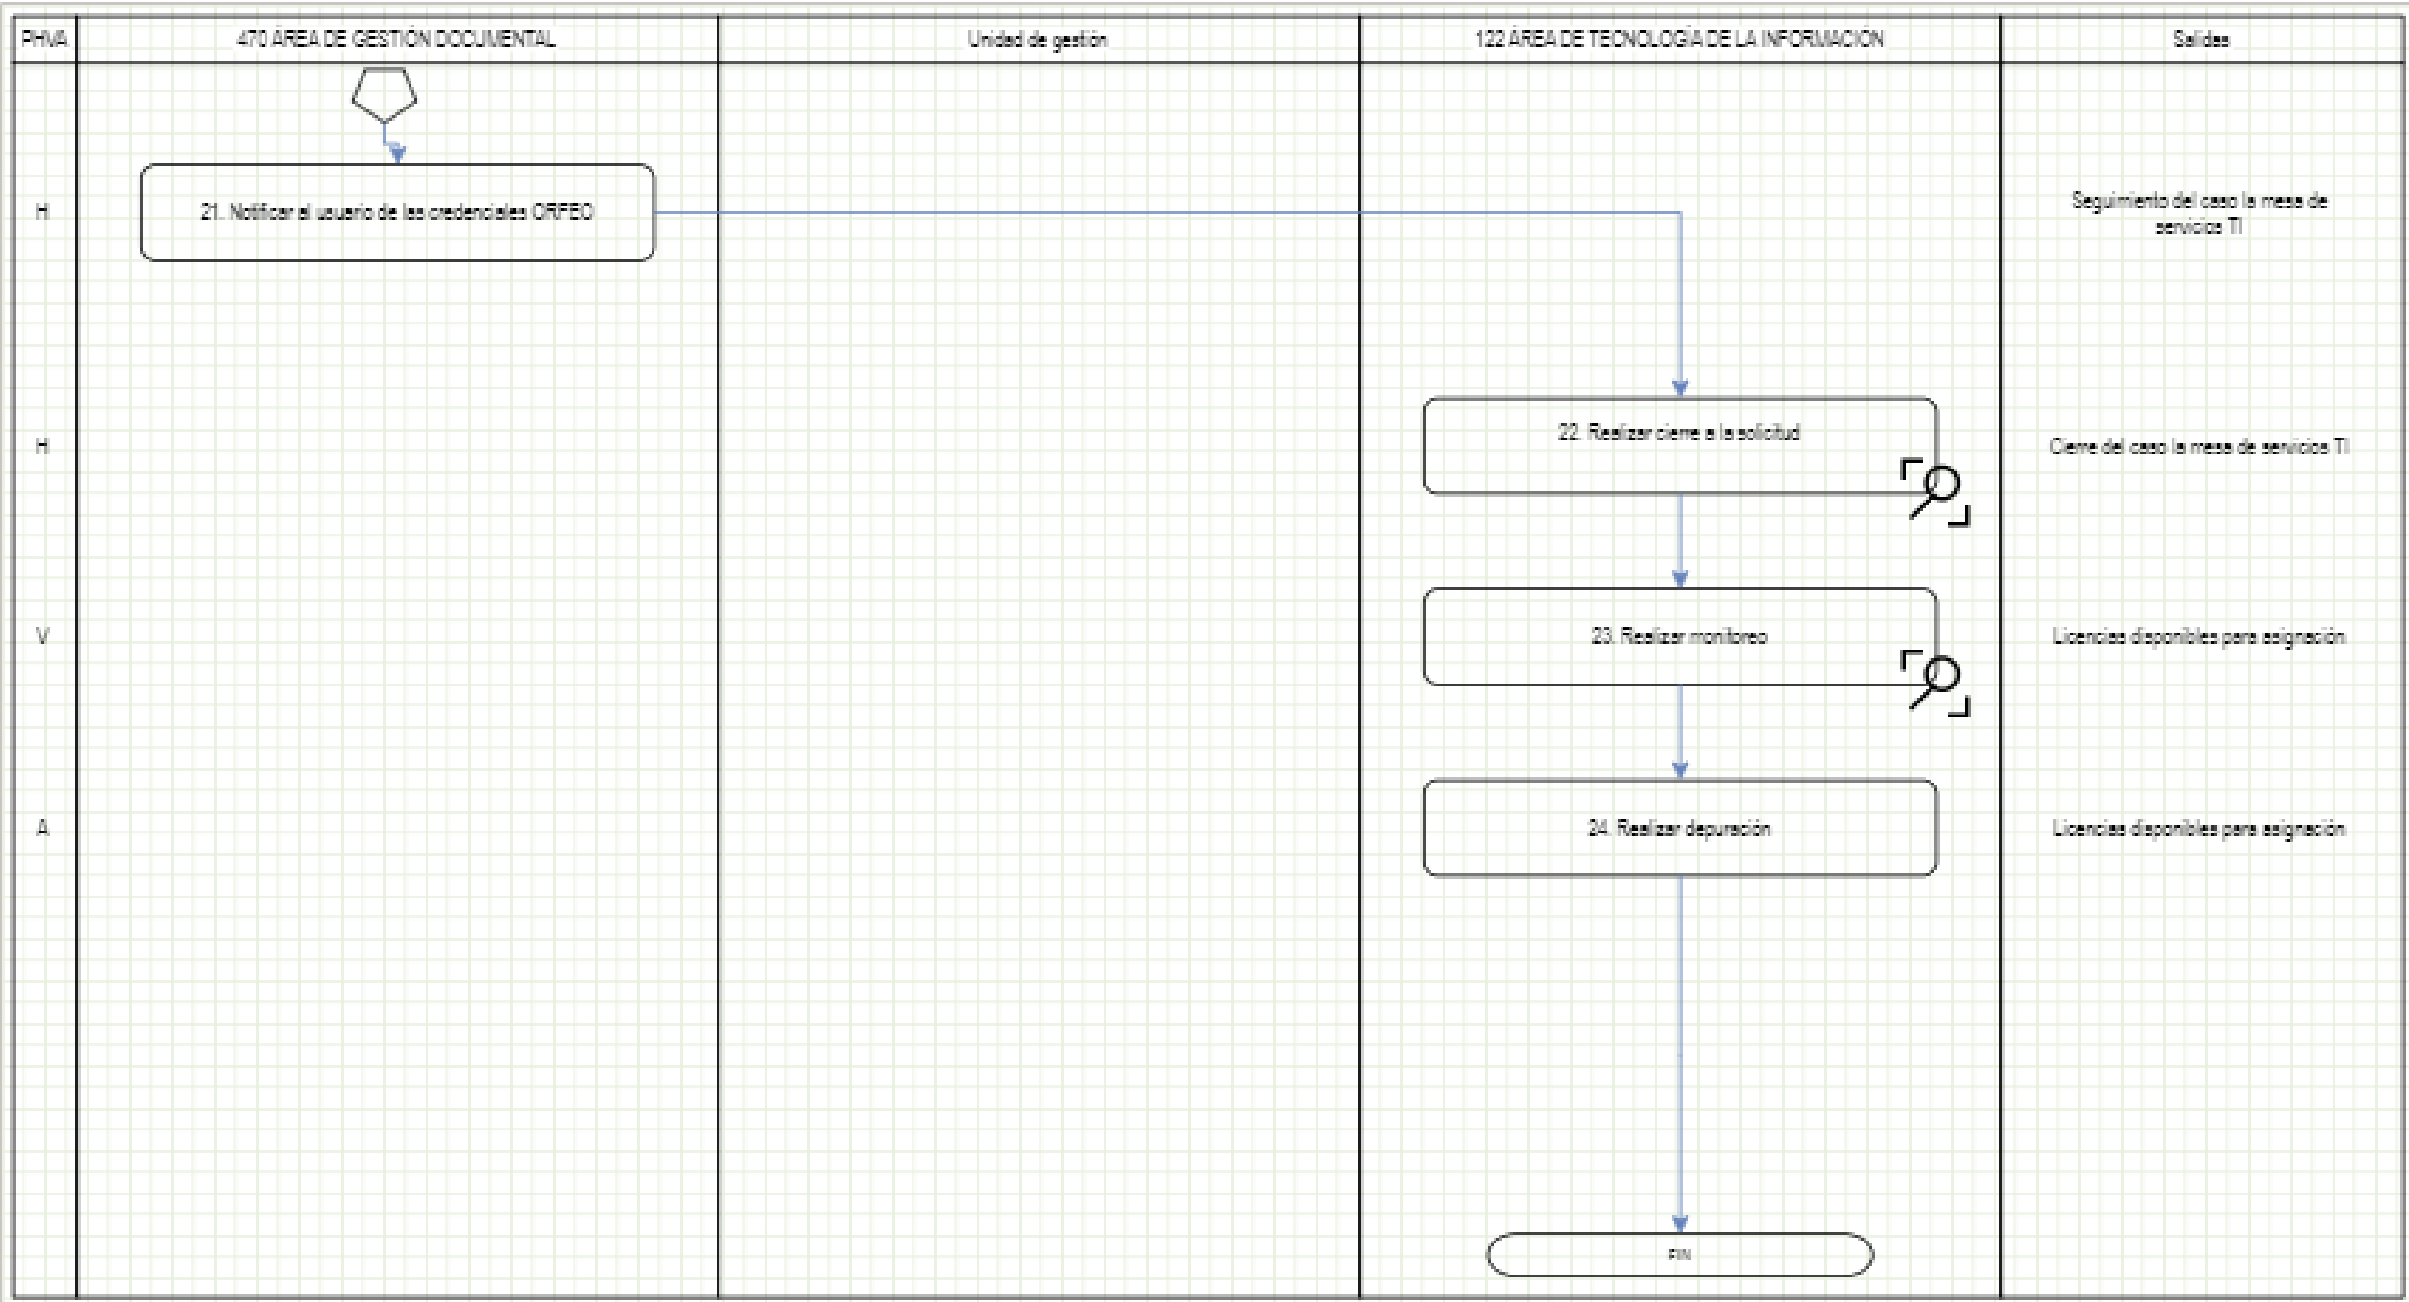 PHVA
470 ÁREA DE GESTIÓN DOCUMENTAL
Unidad de gestión
122 ÁREA DE TECNOLOGÍA DE LA INFORMACIÓN
Salidas
H
21. Notificar al usuario de las credenciales ORFEO
Seguimiento del caso la mesa de
servicios TI
H
22. Realizar cierre a la solicitud
Cierre del caso la mesa de servicios TI
V
23. Realizar monitoreo
Licencias disponibles para asignación
A
24. Realizar depuración
Licencias disponibles para asignación
FIN